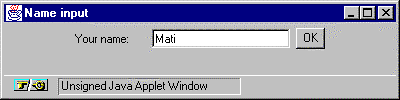 Name input
Your name: Mati OK
Unsigned Java Applet Window